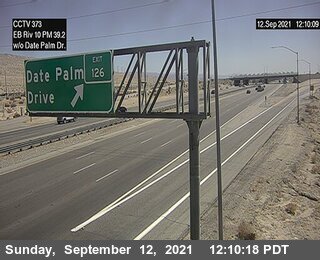 CCTV 373
EB Riv 10 PM 39.2
w/o Date Palm Dr.
12.Sep 2021 12:10:09
EXIT
126
Date Palm
Drive
Sunday, September 12, 2021 12:10:18 PDT